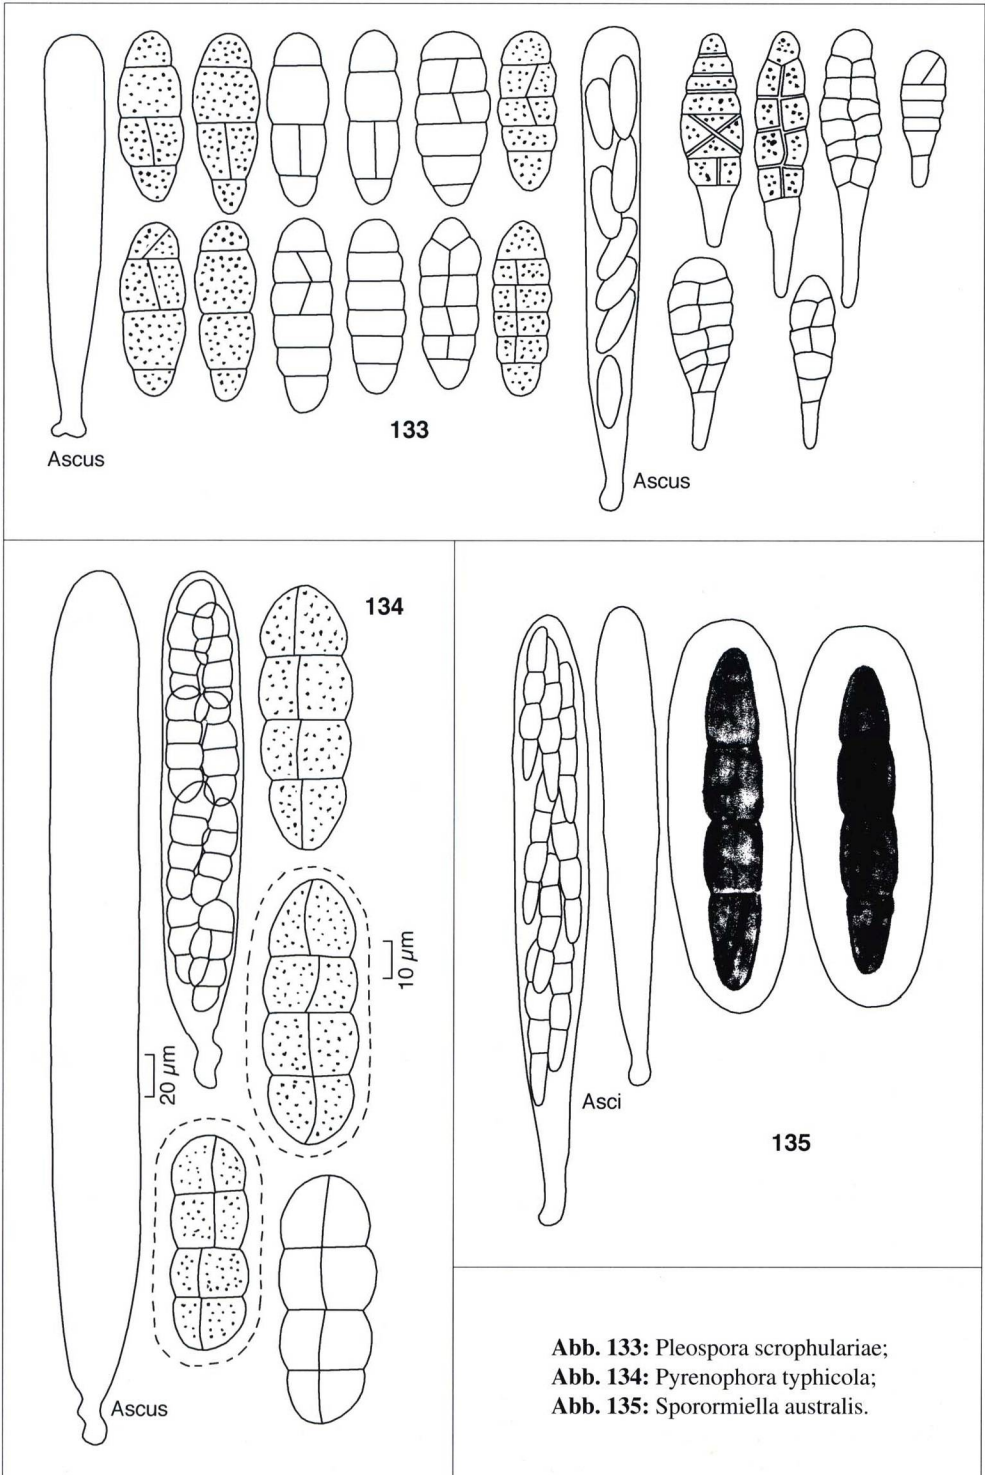 133
Ascus
Ascus
134
10 µm
20 µm
Ascus
Asci
135
Abb. 133: Pleospora scrophulariae;
Abb. 134: Pyrenophora typhicola;
Abb. 135: Sporormiella australis.